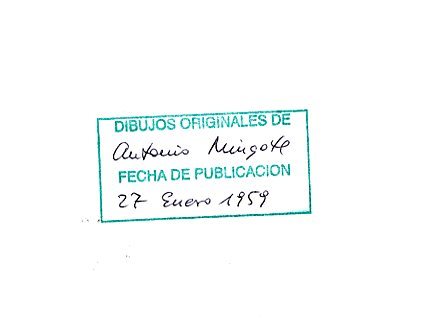 DIBUJOS ORIGINALES DE
Antonio Mingote
FECHA DE PUBLICACION
27 Enero 1959